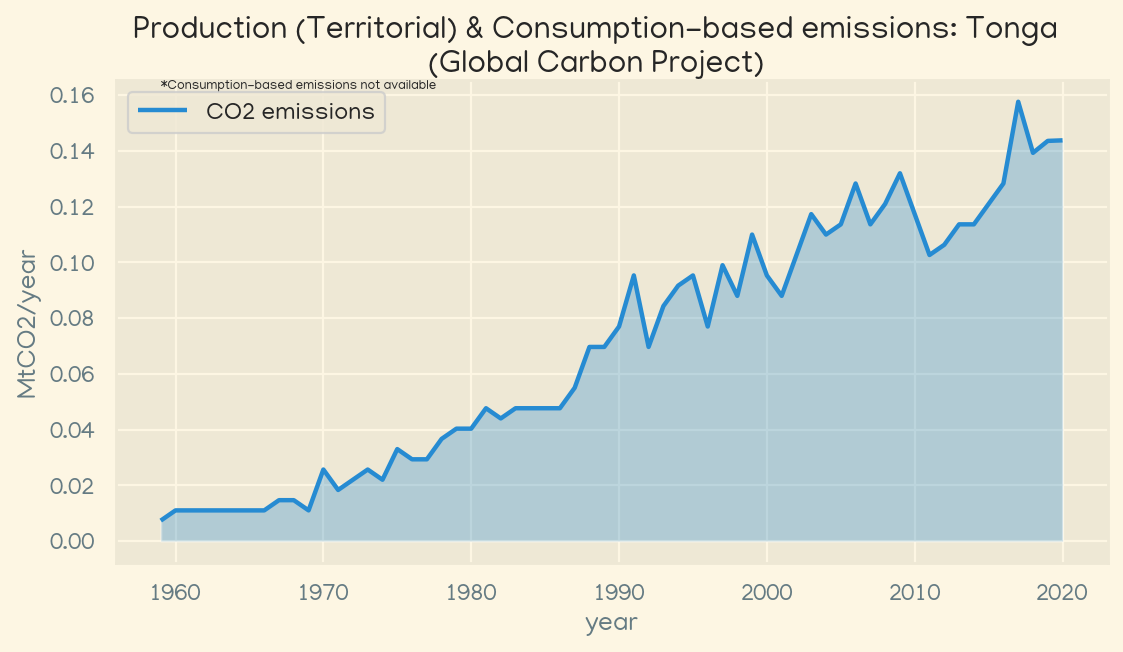 Production (Territorial) & Consumption-based emissions: Tonga
(Global Carbon Project)
*Consumption-based emissions not available
CO2 emissions
0.16
0.14
0.12
0.10
0.08
0.06
0.04
0.02
0.00
MtCO2/year
1960 1970 1980 1990 2000 2010 2020
year